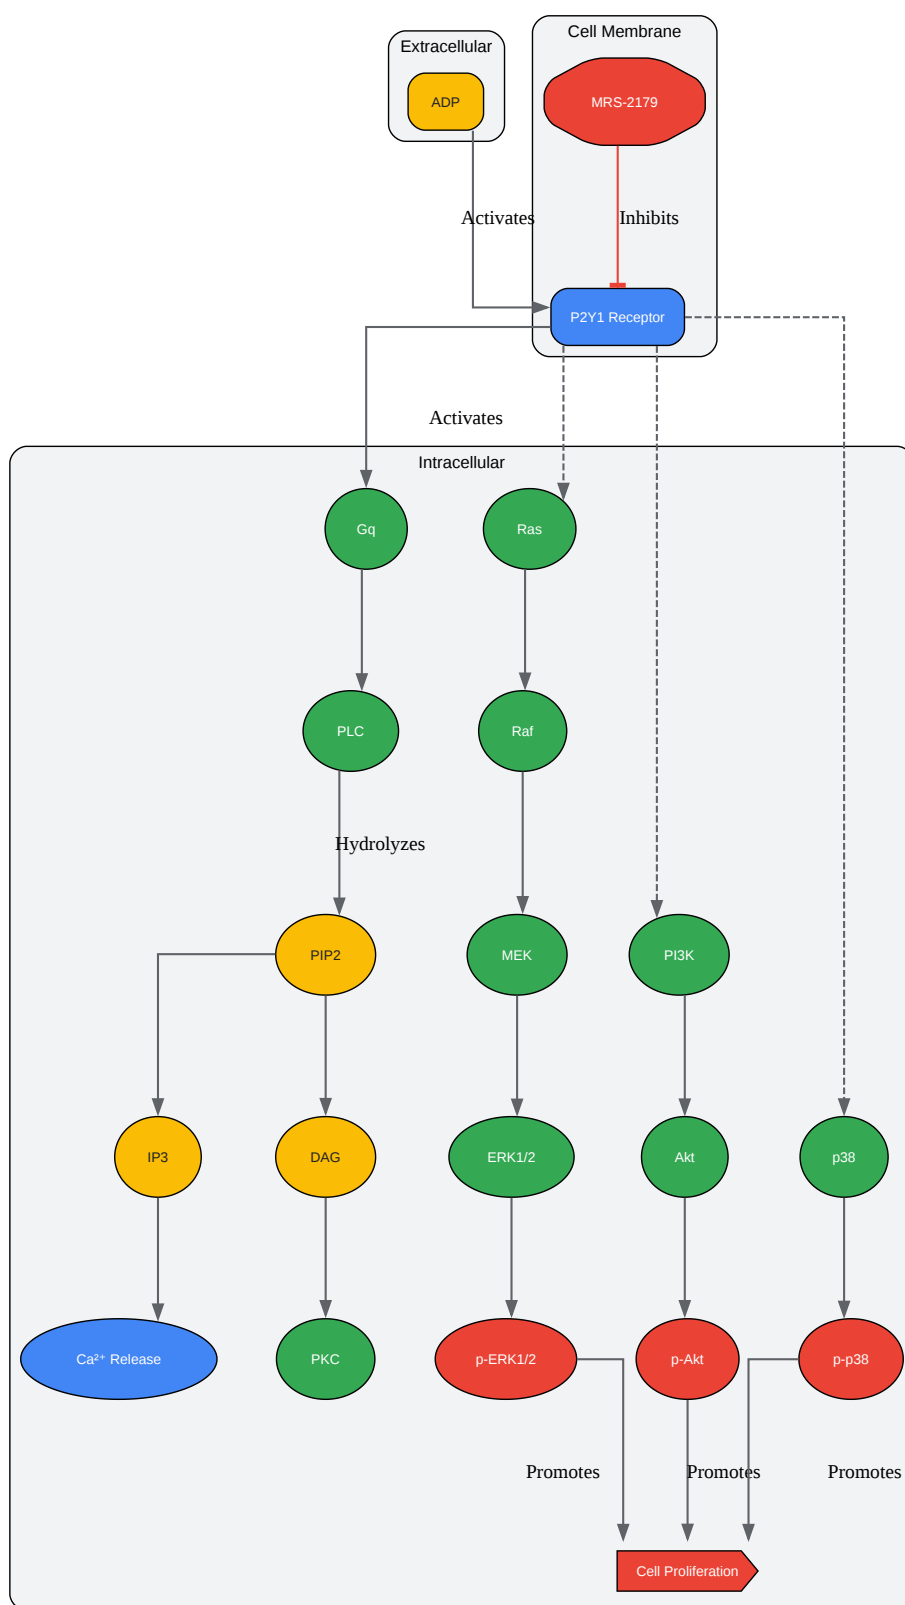 Extracellular
Cell Membrane
ADP
MRS-2179
Activates
Inhibits
P2Y1 Receptor
Activates
Intracellular
Gq
Ras
PLC
Raf
Hydrolyzes
PIP2
MEK
PI3K
IP3
DAG
ERK1/2
Akt
p38
Ca²⁺ Release
PKC
p-ERK1/2
p-Akt
p-p38
Promotes
Promotes
Promotes
Cell Proliferation